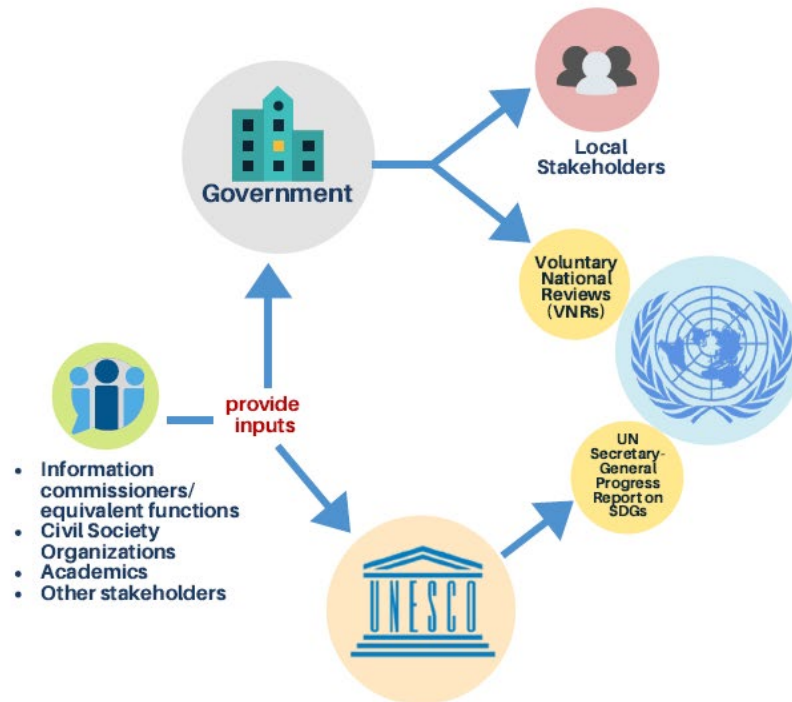 Government
Local
Stakeholders
Voluntary
National
Reviews
(VNRs)
provide
inputs
• Information
commissioners/
equivalent functions
• Civil Society
Organizations
• Academics
• Other stakeholders
UN
Secretary-
General
Progress
Report on
SDGs
UNESCO